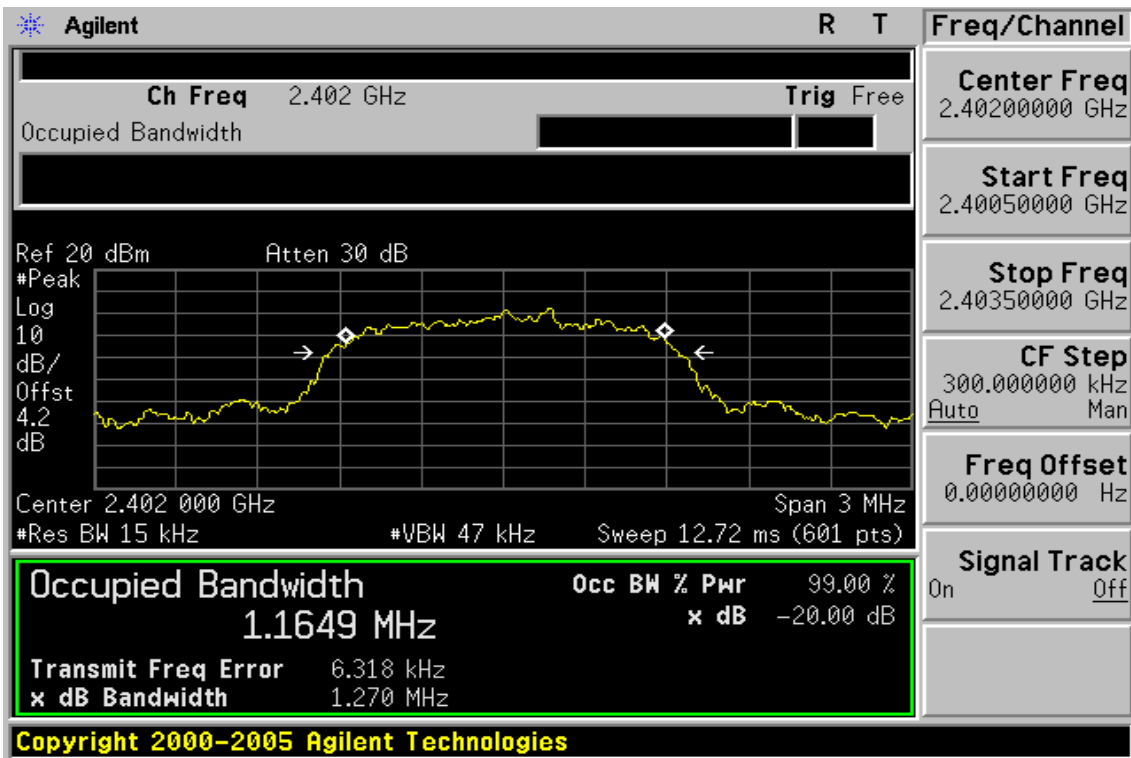 Agilent R T Freq/Channel
Ch Freq 2.402 GHz Trig Free
Occupied Bandwidth
Center Freq
2.40200000 GHz
Start Freq
2.40050000 GHz
Stop Freq
2.40350000 GHz
CF Step
300.000000 kHz
Auto Man
Freq Offset
0.00000000 Hz
Signal Track
On Off
Ref 20 dBm Atten 30 dB
#Peak
Log
10
dB/
Offst
4.2
dB
Center 2.402 000 GHz Span 3 MHz
#Res BW 15 kHz #VBW 47 kHz Sweep 12.72 ms (601 pts)
Occupied Bandwidth
1.1649 MHz
Occ BW % Pwr 99.00 %
x dB -20.00 dB
Transmit Freq Error 6.318 kHz
x dB Bandwidth 1.270 MHz
Copyright 2000-2005 Agilent Technologies